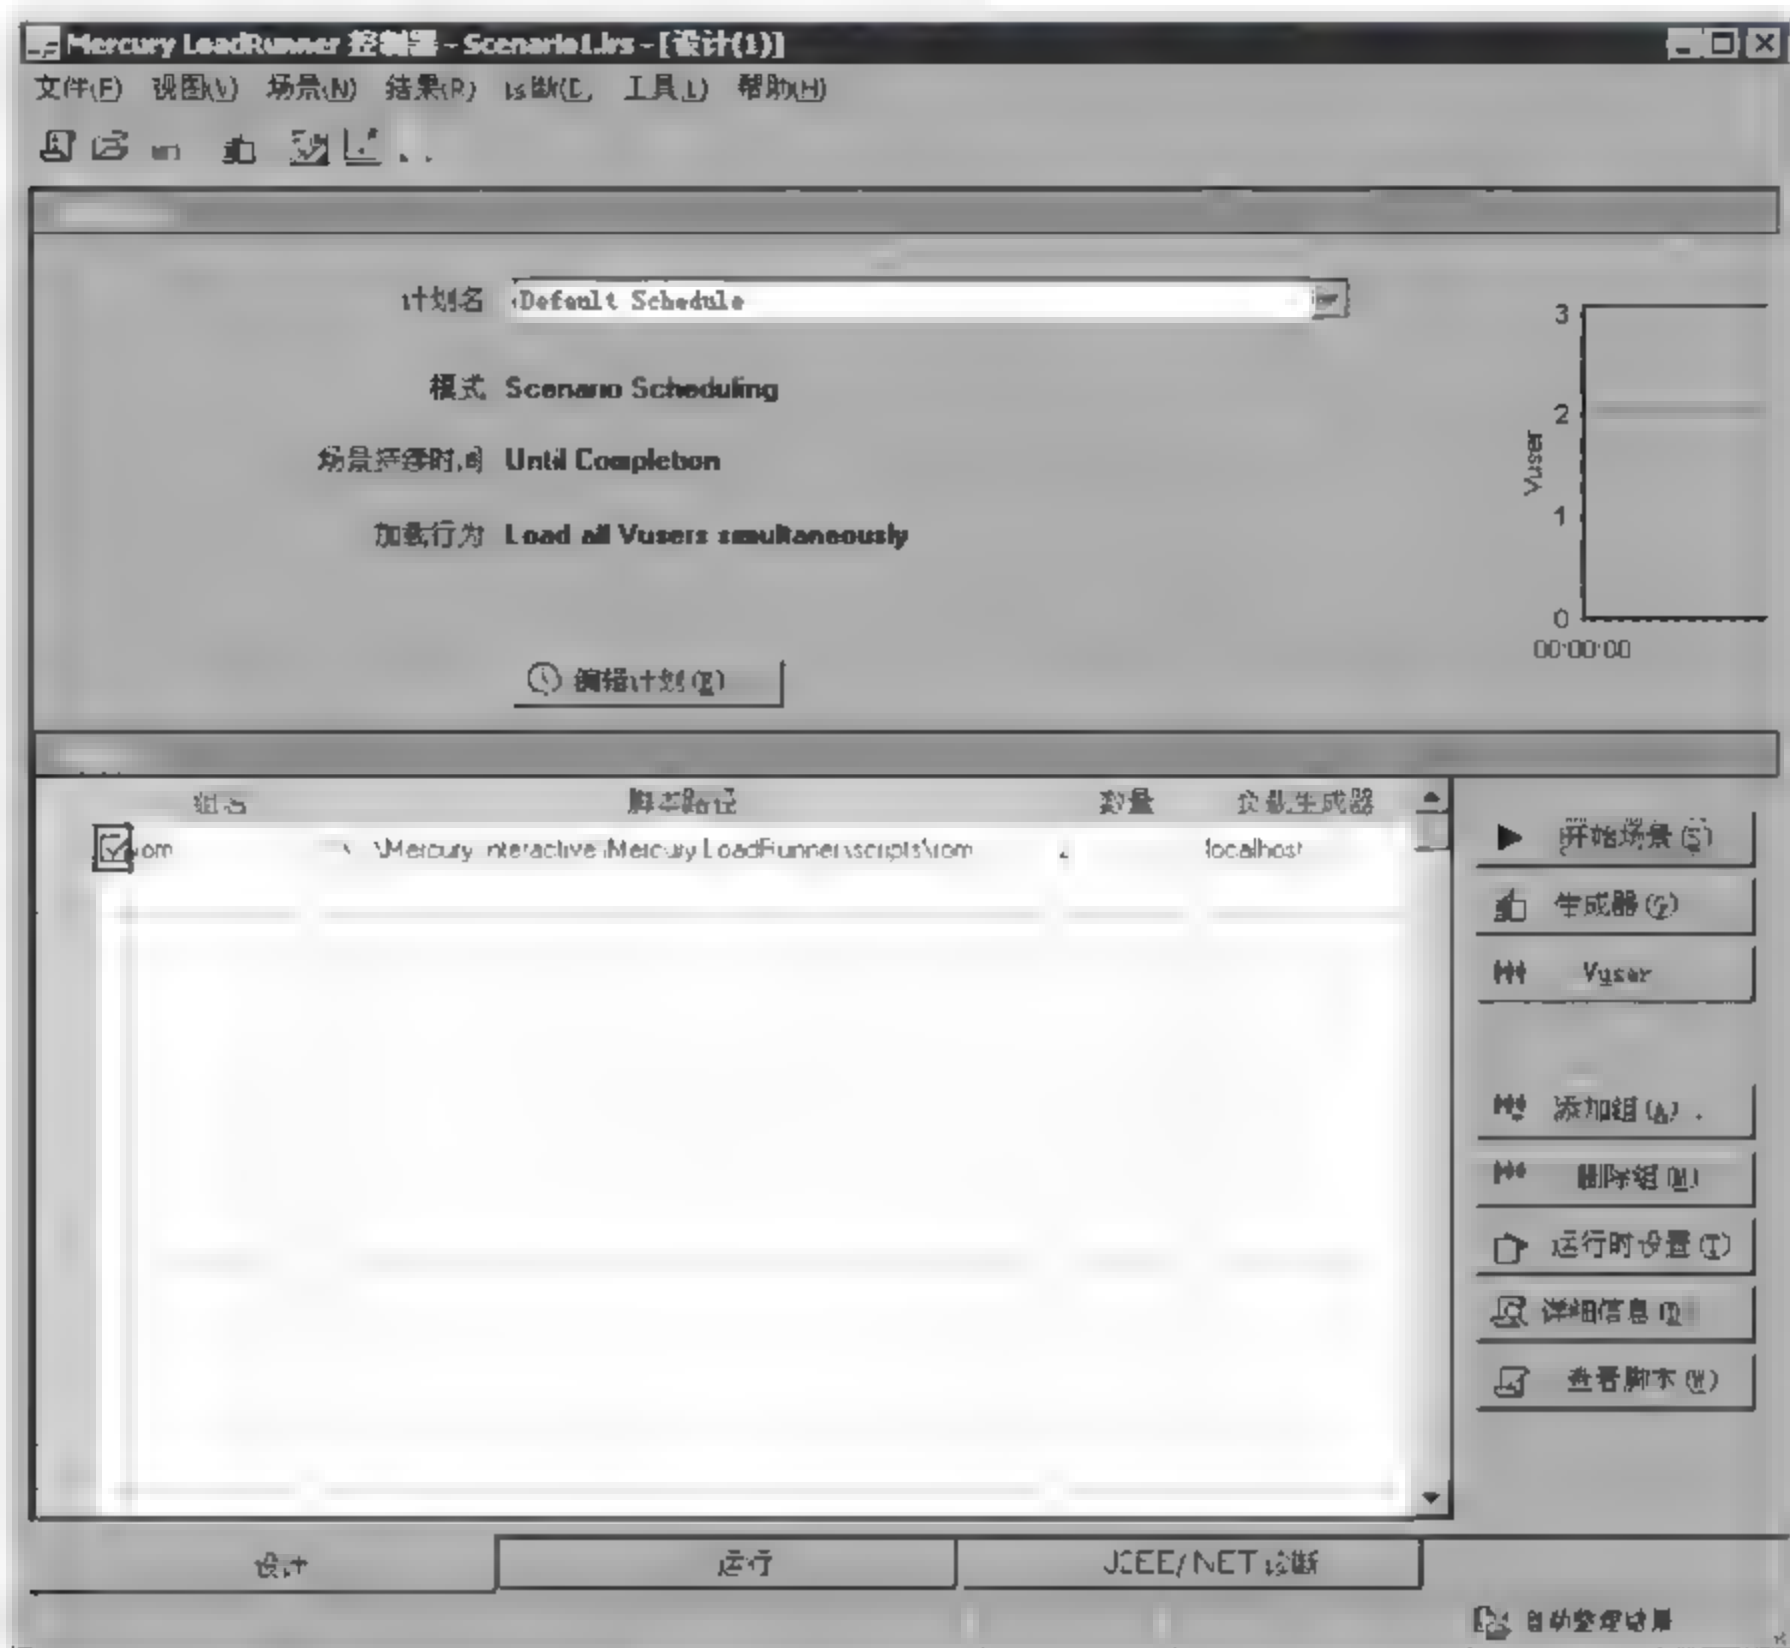 Mercury LoadRunner 控制器 - Scenario1.lrs - [设计(1)]
文件(F) 视图(V) 场景(N) 结果(R) 诊断(D) 工具(L) 帮助(H)
计划名 Default Schedule
模式 Scenario Scheduling
场景持续时间 Until Completion
加载行为 Load all Vusers simultaneously
编辑计划(E)
3
2
1
0
Vuser
00:00:00
组名 脚本路径 数量 负载生成器
\Mercury Interactive\Mercury LoadRunner\scripts\ localhost
开始场景(S)
生成器(G)
Vuser
添加组(A)
删除组(M)
运行时设置(T)
详细信息
查看脚本(W)
设计 运行 J2EE/.NET 诊断
自动整理结果